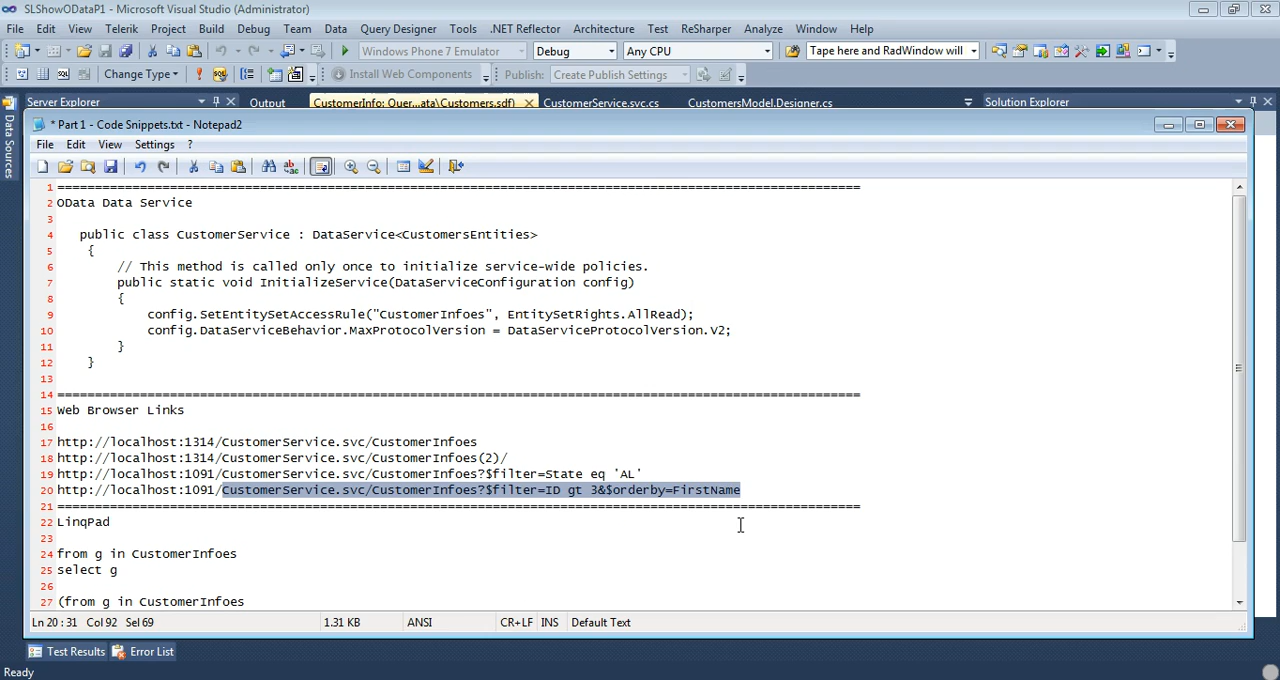 SLShowODataP1 - Microsoft Visual Studio (Administrator)
File Edit View Telerik Project Build Debug Team Data Query Designer Tools .NET Reflector Architecture Test ReSharper Analyze Window Help
Windows Phone 7 Emulator Debug Any CPU Tape here and RadWindow will
Change Type Install Web Components Publish: Create Publish Settings
Server Explorer Output CustomerInfo: Quer...ata\Customers.sdf) CustomerService.svc.cs CustomersModel.Designer.cs Solution Explorer
Data Sources
* Part 1 - Code Snippets.txt - Notepad2
File Edit View Settings ?
1 ===========================================================================================================
2 OData Data Service
3
4 public class CustomerService : DataService<CustomersEntities>
5 {
6 // This method is called only once to initialize service-wide policies.
7 public static void InitializeService(DataServiceConfiguration config)
8 {
9 config.SetEntitySetAccessRule("CustomerInfoes", EntitySetRights.AllRead);
10 config.DataServiceBehavior.MaxProtocolVersion = DataServiceProtocolVersion.V2;
11 }
12 }
13
14 ===========================================================================================================
15 Web Browser Links
16
17 http://localhost:1314/CustomerService.svc/CustomerInfoes
18 http://localhost:1314/CustomerService.svc/CustomerInfoes(2)/
19 http://localhost:1091/CustomerService.svc/CustomerInfoes?$filter=State eq 'AL'
20 http://localhost:1091/CustomerService.svc/CustomerInfoes?$filter=ID gt 3&$orderby=FirstName
21 ===========================================================================================================
22 LinqPad
23
24 from g in CustomerInfoes
25 select g
26
27 (from g in CustomerInfoes
Ln 20 : 31 Col 92 Sel 69 1.31 KB ANSI CR+LF INS Default Text
Test Results Error List
Ready